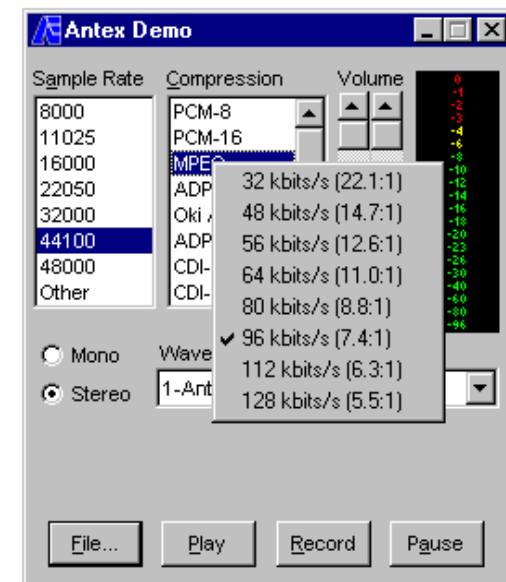 Antex Demo
Sample Rate Compression Volume
8000
11025
16000
22050
32000
44100
48000
Other
PCM-8
PCM-16
MPEG
ADP
Oki
ADP
CDI-
CDI-
32 kbits/s (22.1:1)
48 kbits/s (14.7:1)
56 kbits/s (12.6:1)
64 kbits/s (11.0:1)
80 kbits/s (8.8:1)
96 kbits/s (7.4:1)
112 kbits/s (6.3:1)
128 kbits/s (5.5:1)
0
-1
-2
-3
-4
-6
-8
-10
-12
-14
-16
-18
-20
-23
-26
-30
-40
-60
-80
-96
Mono
Stereo
Wave
1-Ant
File... Play Record Pause